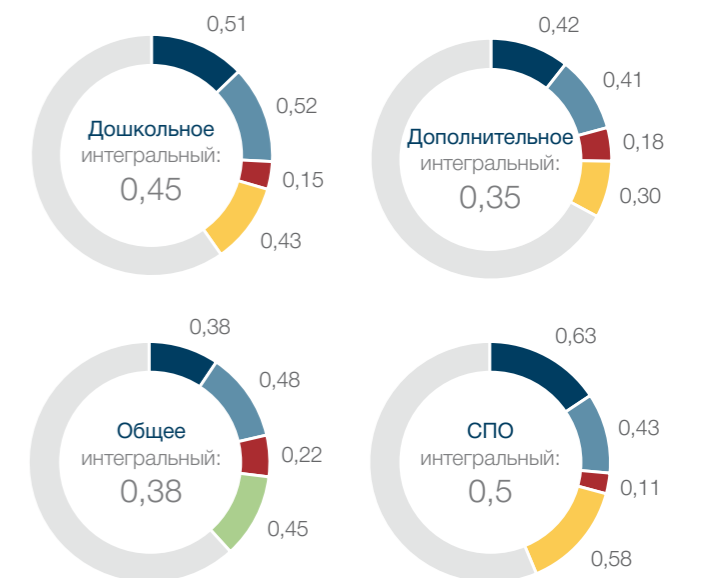 0,51
0,52
Дошкольное
интегральный:
0,45
0,15
0,43
0,42
0,41
Дополнительное
интегральный:
0,35
0,18
0,30
0,38
0,48
Общее
интегральный:
0,38
0,22
0,45
0,63
0,43
СПО
интегральный:
0,5
0,11
0,58